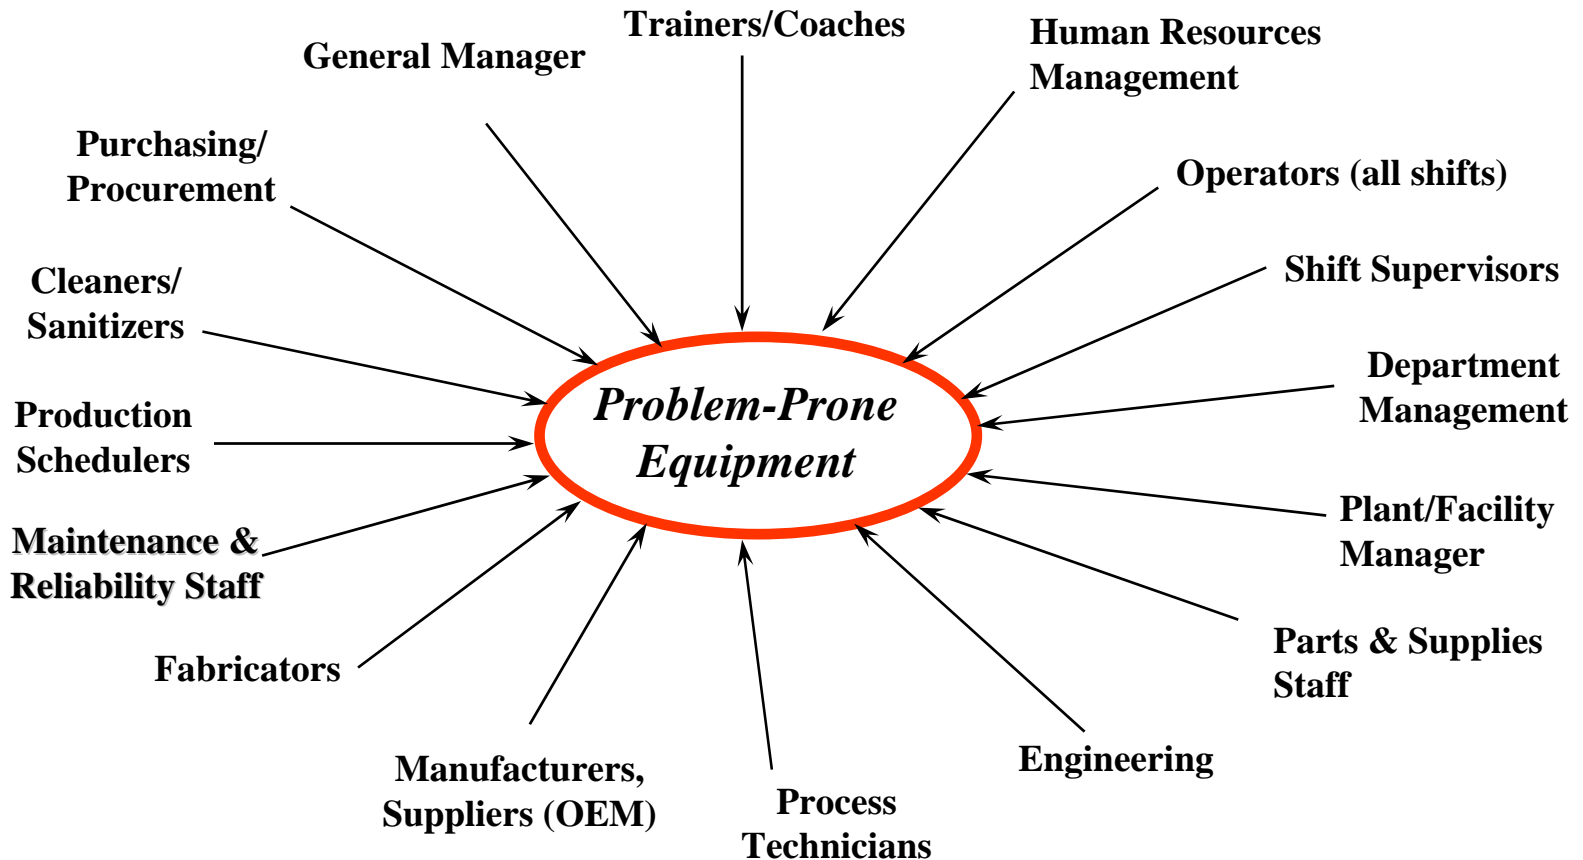 Trainers/Coaches
Human Resources
Management
General Manager
Purchasing/
Procurement
Operators (all shifts)
Cleaners/
Sanitizers
Shift Supervisors
Problem-Prone
Equipment
Department
Management
Production
Schedulers
Plant/Facility
Manager
Maintenance &
Reliability Staff
Parts & Supplies
Staff
Fabricators
Engineering
Manufacturers,
Suppliers (OEM)
Process
Technicians